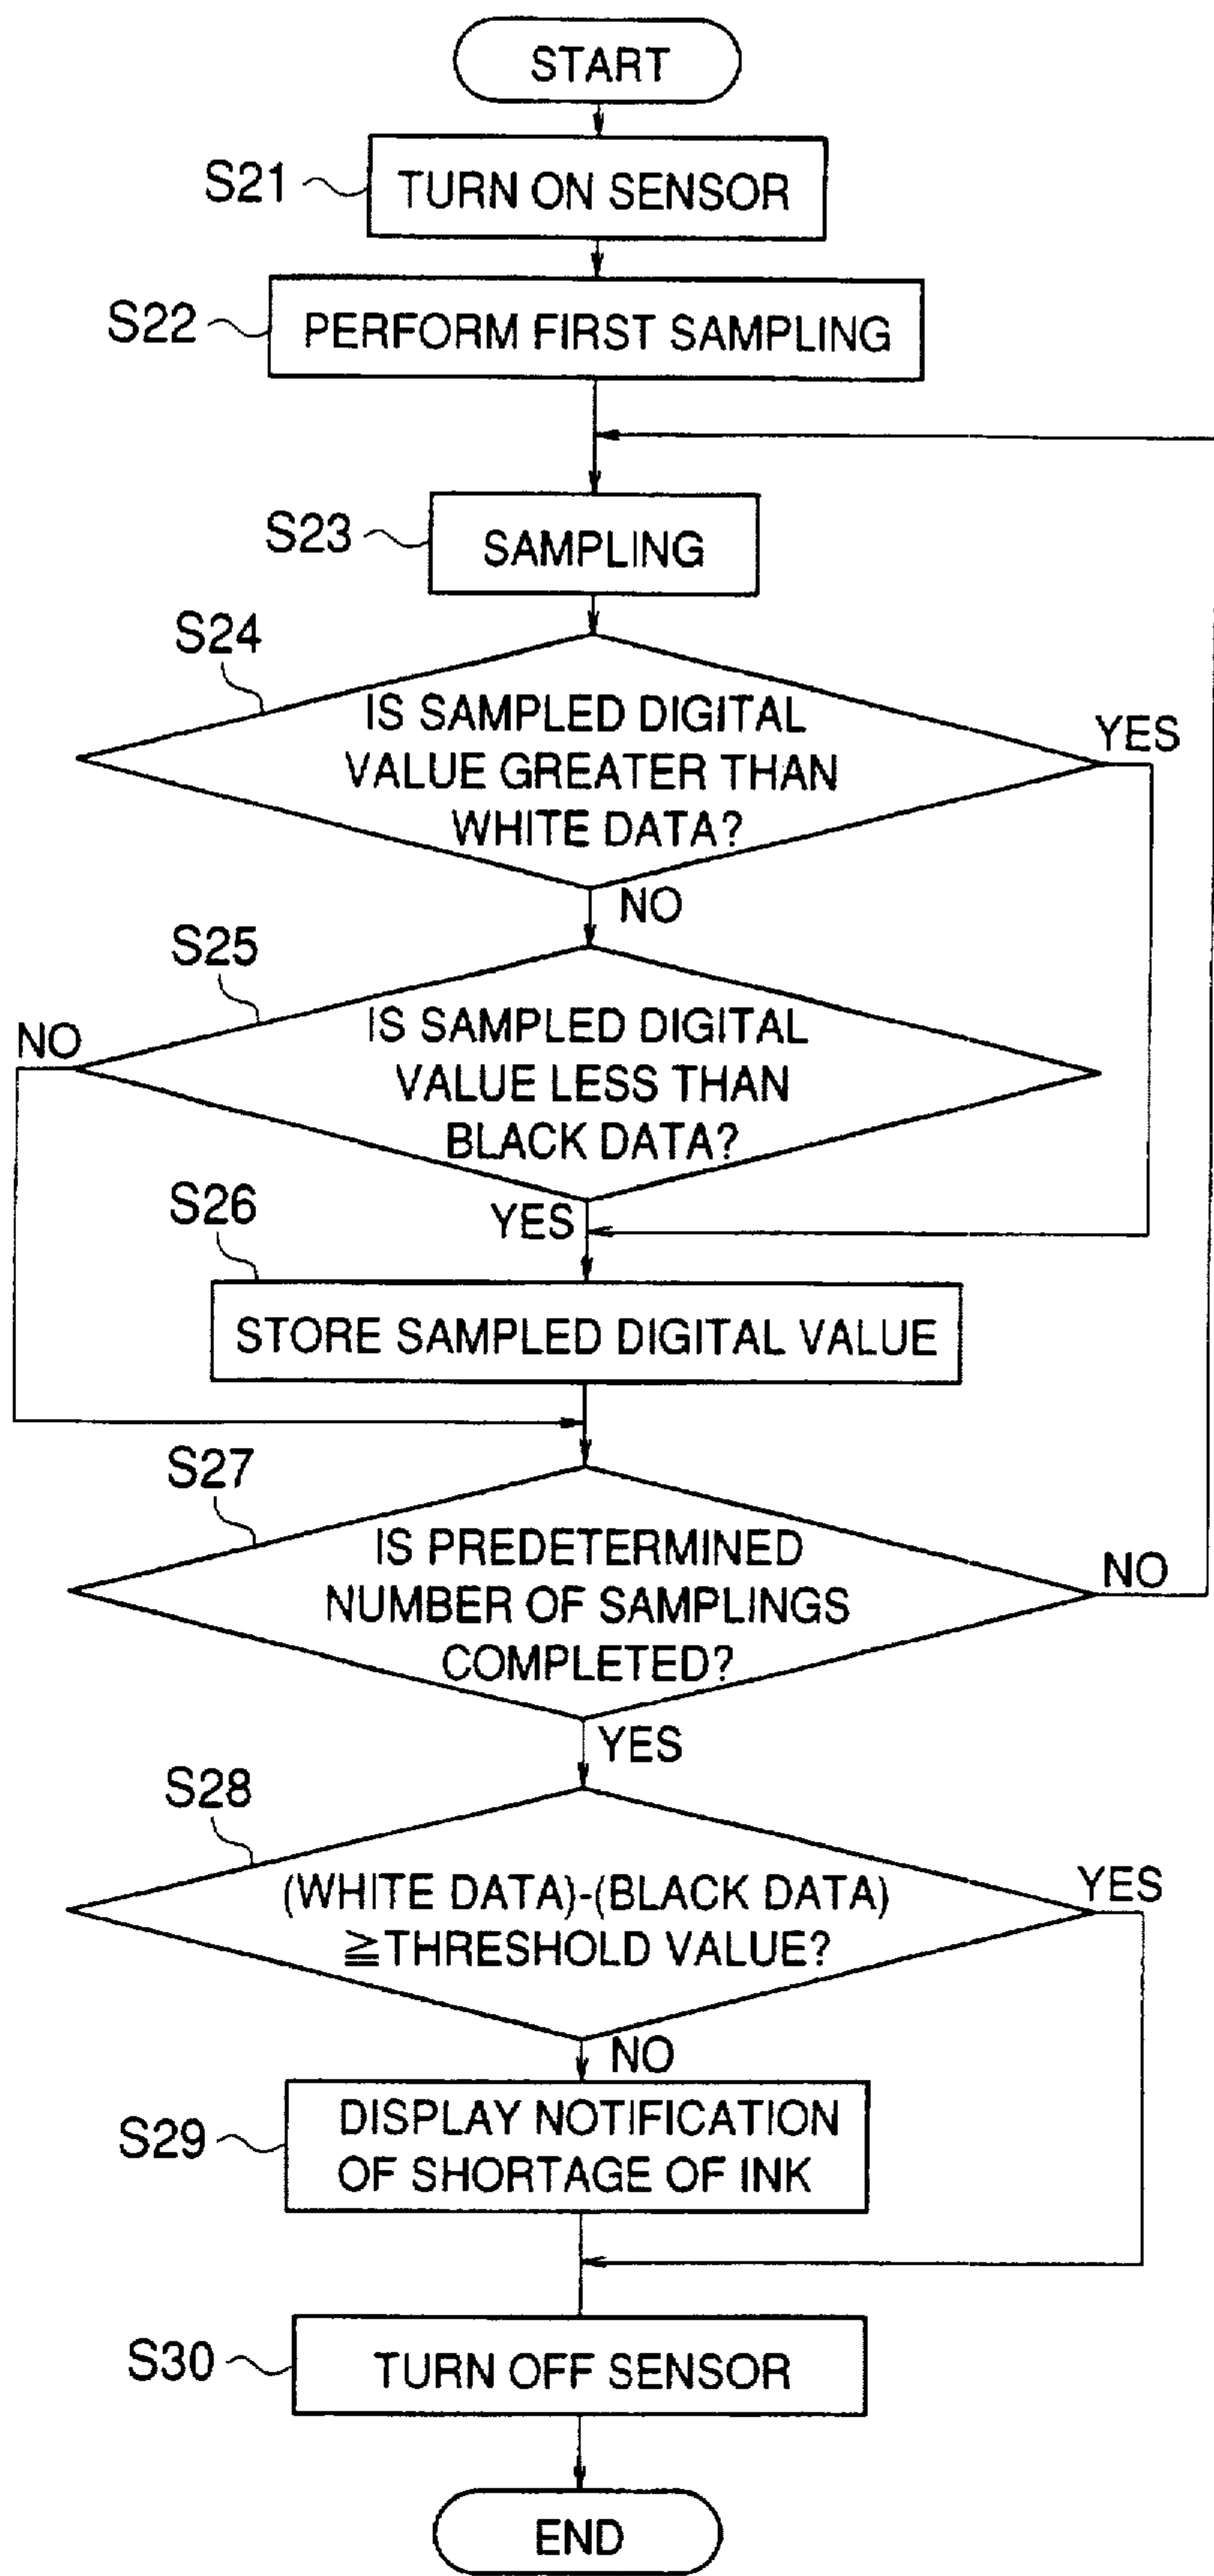 START
S21
TURN ON SENSOR
S22
PERFORM FIRST SAMPLING
S23
SAMPLING
S24
IS SAMPLED DIGITAL
VALUE GREATER THAN
WHITE DATA?
YES
NO
S25
IS SAMPLED DIGITAL
VALUE LESS THAN
BLACK DATA?
NO
YES
S26
STORE SAMPLED DIGITAL VALUE
S27
IS PREDETERMINED
NUMBER OF SAMPLINGS
COMPLETED?
NO
YES
S28
(WHITE DATA)-(BLACK DATA)
≧THRESHOLD VALUE?
YES
NO
S29
DISPLAY NOTIFICATION
OF SHORTAGE OF INK
S30
TURN OFF SENSOR
END